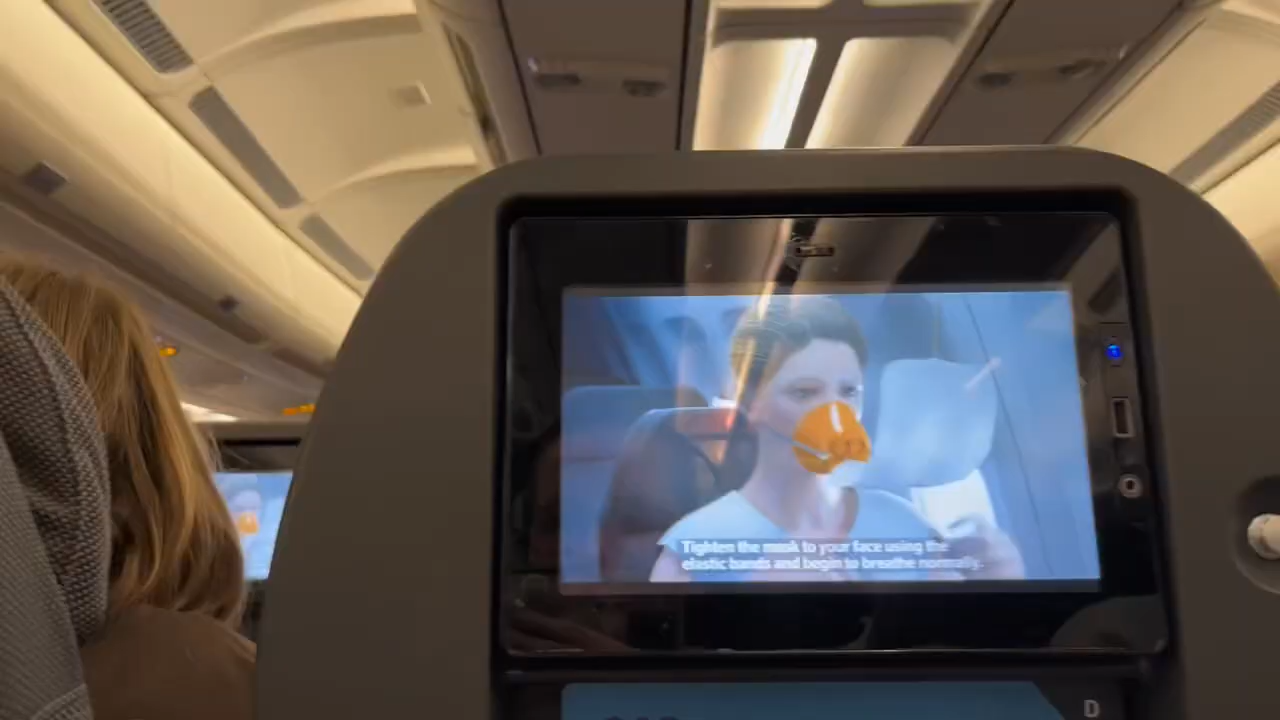 Tighten the mask to your face using the
elastic bands and begin to breathe normally.
D